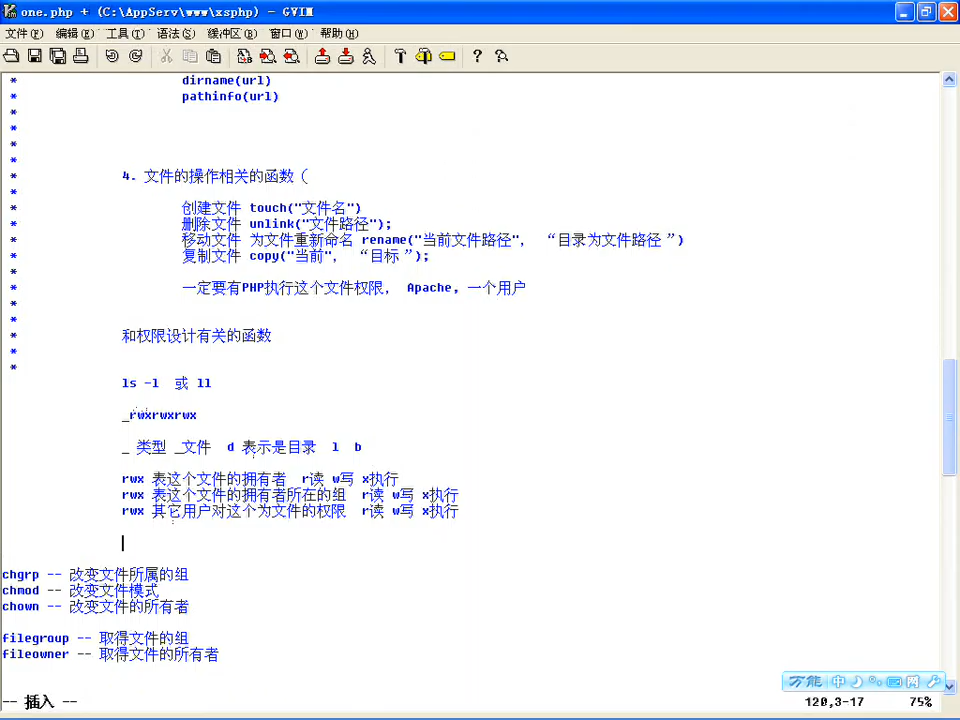 one.php + (C:\AppServ\www\xsphp) - GVIM
文件(F) 编辑(E) 工具(T) 语法(S) 缓冲区(B) 窗口(W) 帮助(H)
* dirname(url)
* pathinfo(url)
*
*
*
*
* 4. 文件的操作相关的函数（
*
* 创建文件 touch("文件名")
* 删除文件 unlink("文件路径");
* 移动文件 为文件重新命名 rename("当前文件路径", “目录为文件路径 ”)
* 复制文件 copy("当前", “目标 ”);
*
* 一定要有PHP执行这个文件权限, Apache, 一个用户
*
*
* 和权限设计有关的函数
*
*
ls -l 或 ll
_rwxrwxrwx
_ 类型 _文件 d 表示是目录 l b
rwx 表这个文件的拥有者 r读 w写 x执行
rwx 表这个文件的拥有者所在的组 r读 w写 x执行
rwx 其它用户对这个为文件的权限 r读 w写 x执行
chgrp -- 改变文件所属的组
chmod -- 改变文件模式
chown -- 改变文件的所有者
filegroup -- 取得文件的组
fileowner -- 取得文件的所有者
万能 中 网
-- 插入 -- 120,3-17 75%